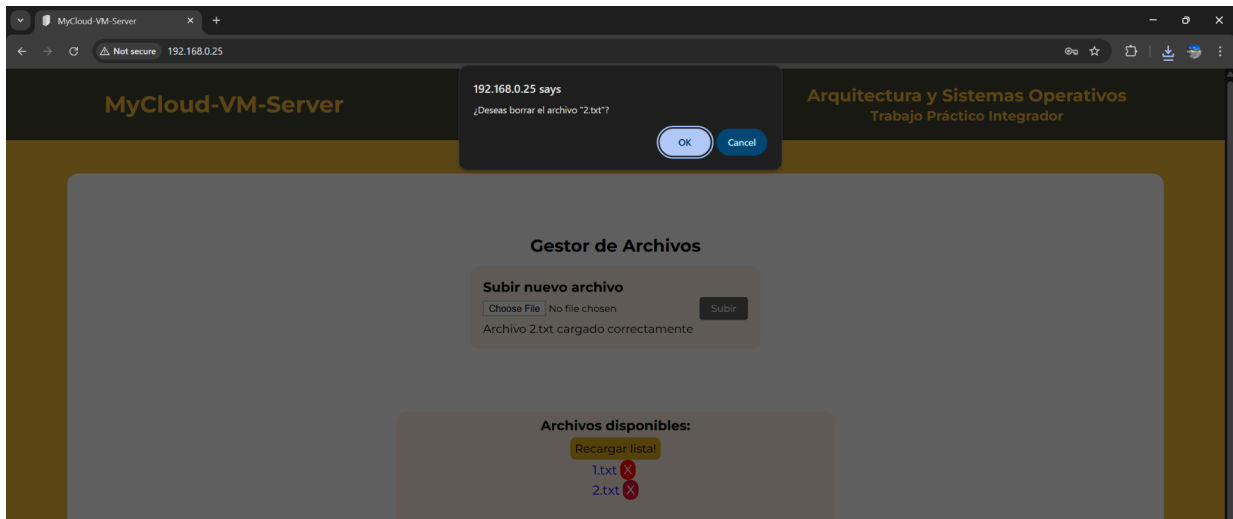 MyCloud-VM-Server
Not secure 192.168.0.25
MyCloud-VM-Server
192.168.0.25 says
¿Deseas borrar el archivo "2.txt"?
OK
Cancel
Arquitectura y Sistemas Operativos
Trabajo Práctico Integrador
Gestor de Archivos
Subir nuevo archivo
Choose File No file chosen
Subir
Archivo 2.txt cargado correctamente
Archivos disponibles:
Recargar lista!
1.txt X
2.txt X